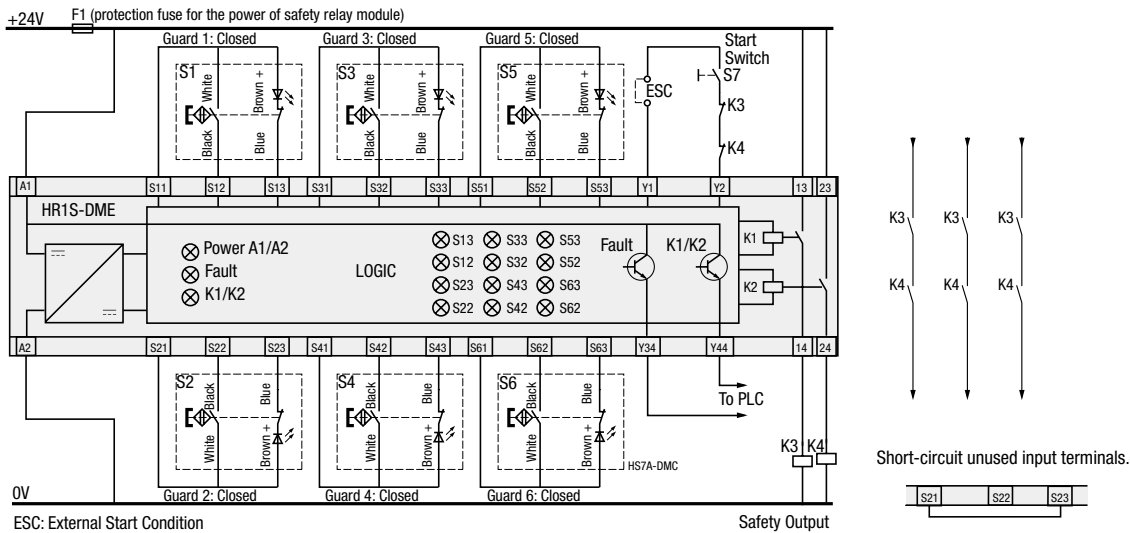 F1 (protection fuse for the power of safety relay module)
+24V
Guard 1: Closed
Guard 3: Closed
Guard 5: Closed
Start
Switch
S1
White
Brown +
S3
White
Brown +
S5
White
Brown +
ESC
S7
K3
K4
Black
Blue
Black
Blue
Black
Blue
A1
S11
S12
S13
S31
S32
S33
S51
S52
S53
Y1
Y2
13
23
HR1S-DME
Power A1/A2
Fault
K1/K2
LOGIC
S13
S33
S53
S12
S32
S52
S23
S43
S63
S22
S42
S62
Fault
K1/K2
K1
K2
K3
K3
K3
K4
K4
K4
A2
S21
S22
S23
S41
S42
S43
S61
S62
S63
Y34
Y44
14
24
S2
Black
Blue
S4
Black
Blue
S6
Black
Blue
To PLC
White
Brown +
White
Brown +
White
Brown +
HS7A-DMC
K3
K4
Short-circuit unused input terminals.
S21
S22
S23
0V
Guard 2: Closed
Guard 4: Closed
Guard 6: Closed
ESC: External Start Condition
Safety Output